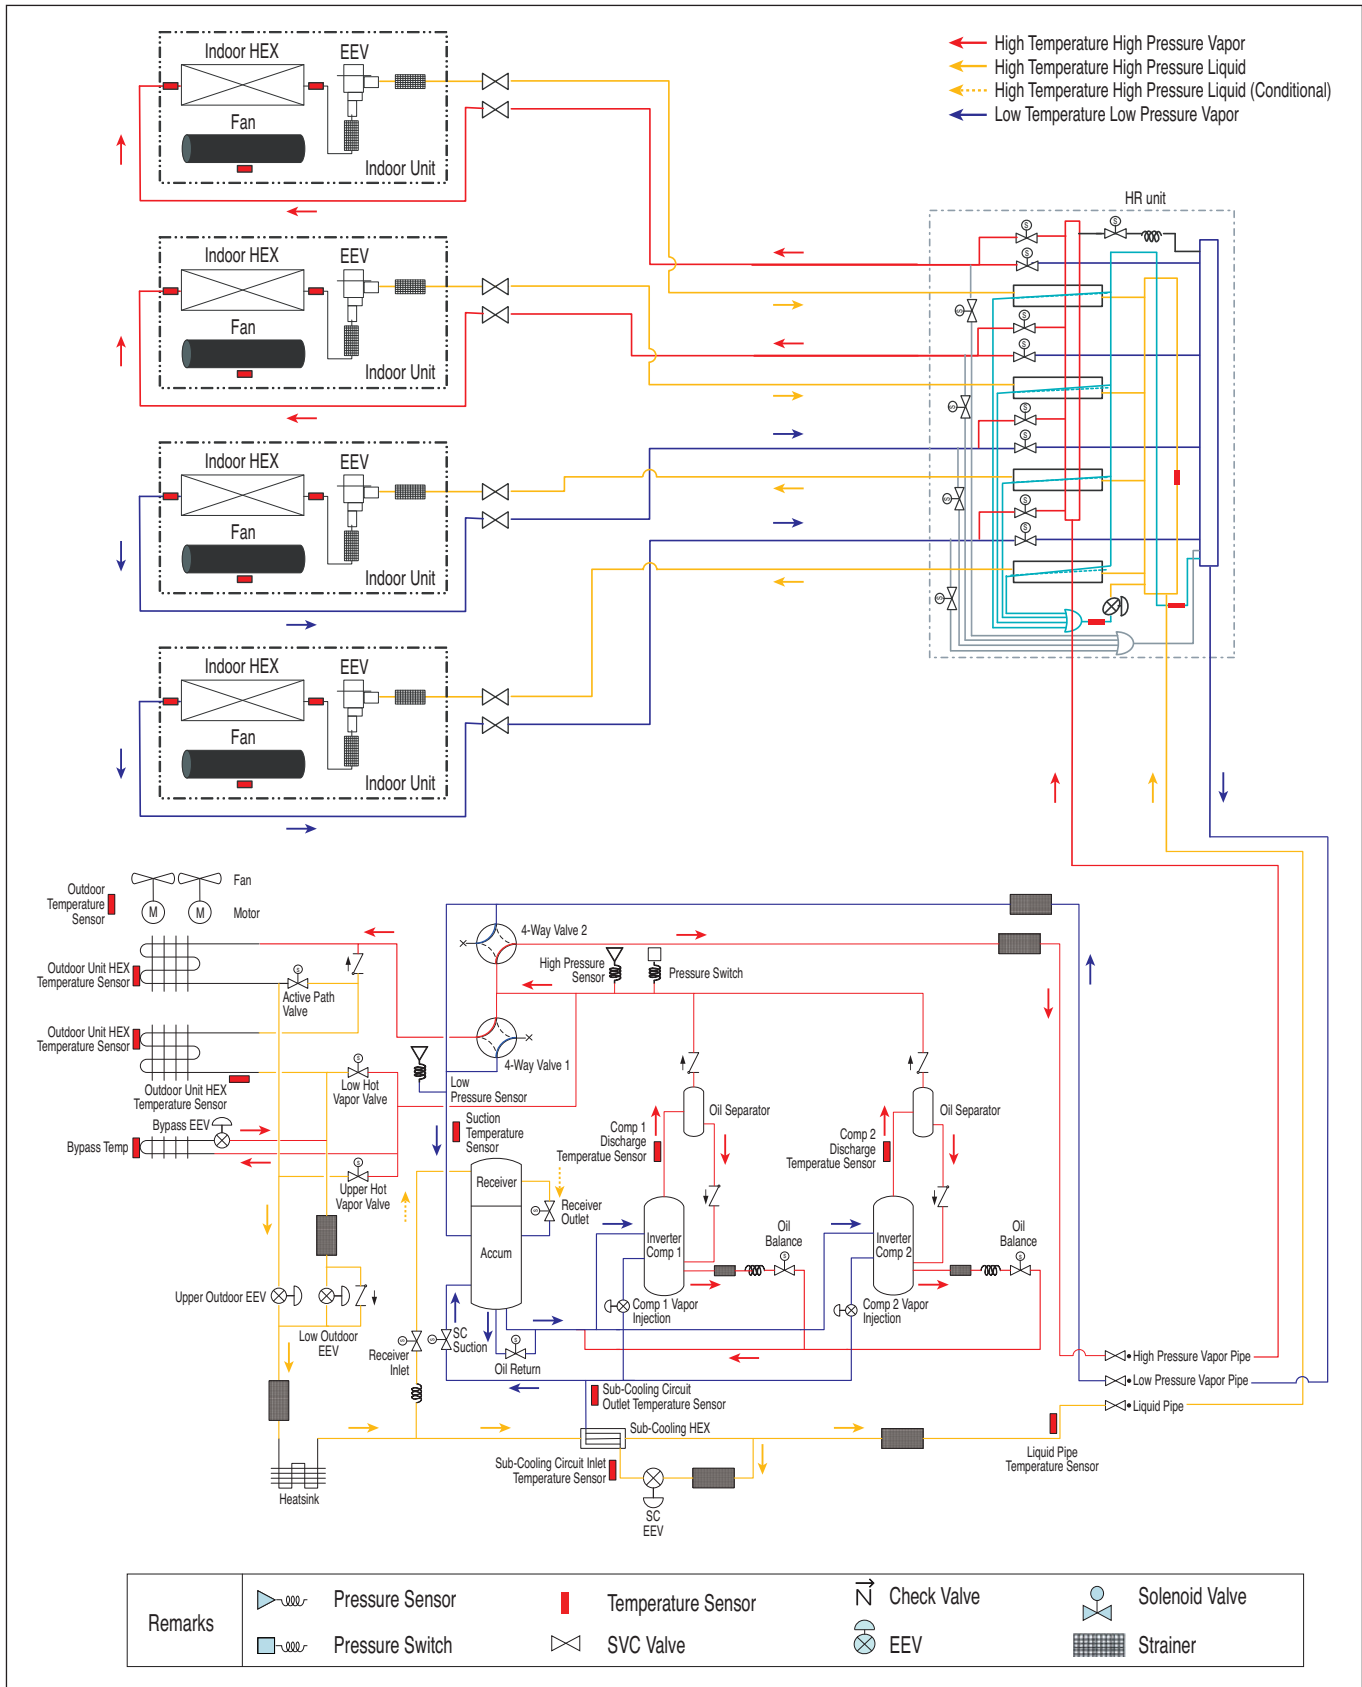 High Temperature High Pressure Vapor
High Temperature High Pressure Liquid
High Temperature High Pressure Liquid (Conditional)
Low Temperature Low Pressure Vapor
Indoor HEX
EEV
Fan
Indoor Unit
Indoor HEX
EEV
Fan
Indoor Unit
Indoor HEX
EEV
Fan
Indoor Unit
Indoor HEX
EEV
Fan
Indoor Unit
HR unit
S
S
S
S
S
S
S
S
S
S
S
S
S
Outdoor
Temperature
Sensor
Fan
M
M
Motor
Outdoor Unit HEX
Temperature Sensor
S
Active Path
Valve
Outdoor Unit HEX
Temperature Sensor
Outdoor Unit HEX
Temperature Sensor
S
Low Hot
Vapor Valve
Bypass EEV
Bypass Temp
S
Upper Hot
Vapor Valve
Upper Outdoor EEV
Low Outdoor
EEV
Heatsink
4-Way Valve 2
High Pressure
Sensor
Pressure Switch
4-Way Valve 1
Low
Pressure Sensor
Suction
Temperature
Sensor
Receiver
Accum
S
Receiver
Outlet
S
Receiver
Inlet
S
SC
Suction
S
Oil Return
Comp 1
Discharge
Temperatue Sensor
Oil Separator
Inverter
Comp 1
Oil
Balance
S
Comp 1 Vapor
Injection
Comp 2
Discharge
Temperatue Sensor
Oil Separator
Inverter
Comp 2
Oil
Balance
S
Comp 2 Vapor
Injection
Sub-Cooling Circuit
Outlet Temperature Sensor
Sub-Cooling HEX
Sub-Cooling Circuit Inlet
Temperature Sensor
SC
EEV
High Pressure Vapor Pipe
Low Pressure Vapor Pipe
Liquid Pipe
Liquid Pipe
Temperature Sensor
Remarks
Pressure Sensor
Temperature Sensor
Check Valve
Solenoid Valve
Pressure Switch
SVC Valve
EEV
Strainer